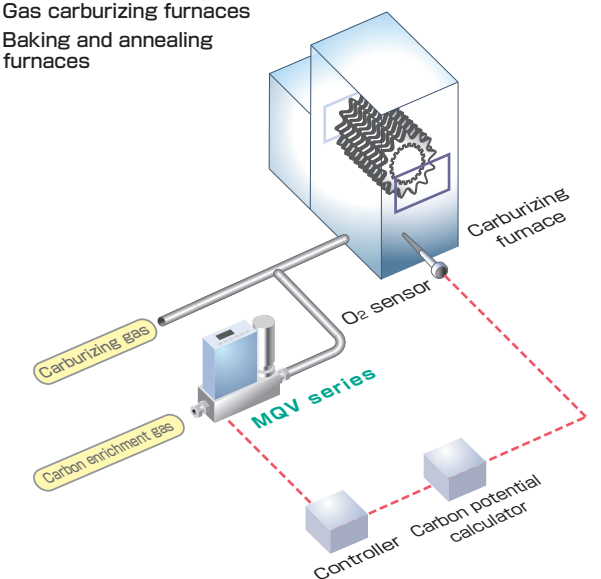 Gas carburizing furnaces
Baking and annealing
furnaces
Carburizing
furnace
O₂ sensor
Carburizing gas
MQV series
Carbon enrichment gas
Carbon potential
calculator
Controller